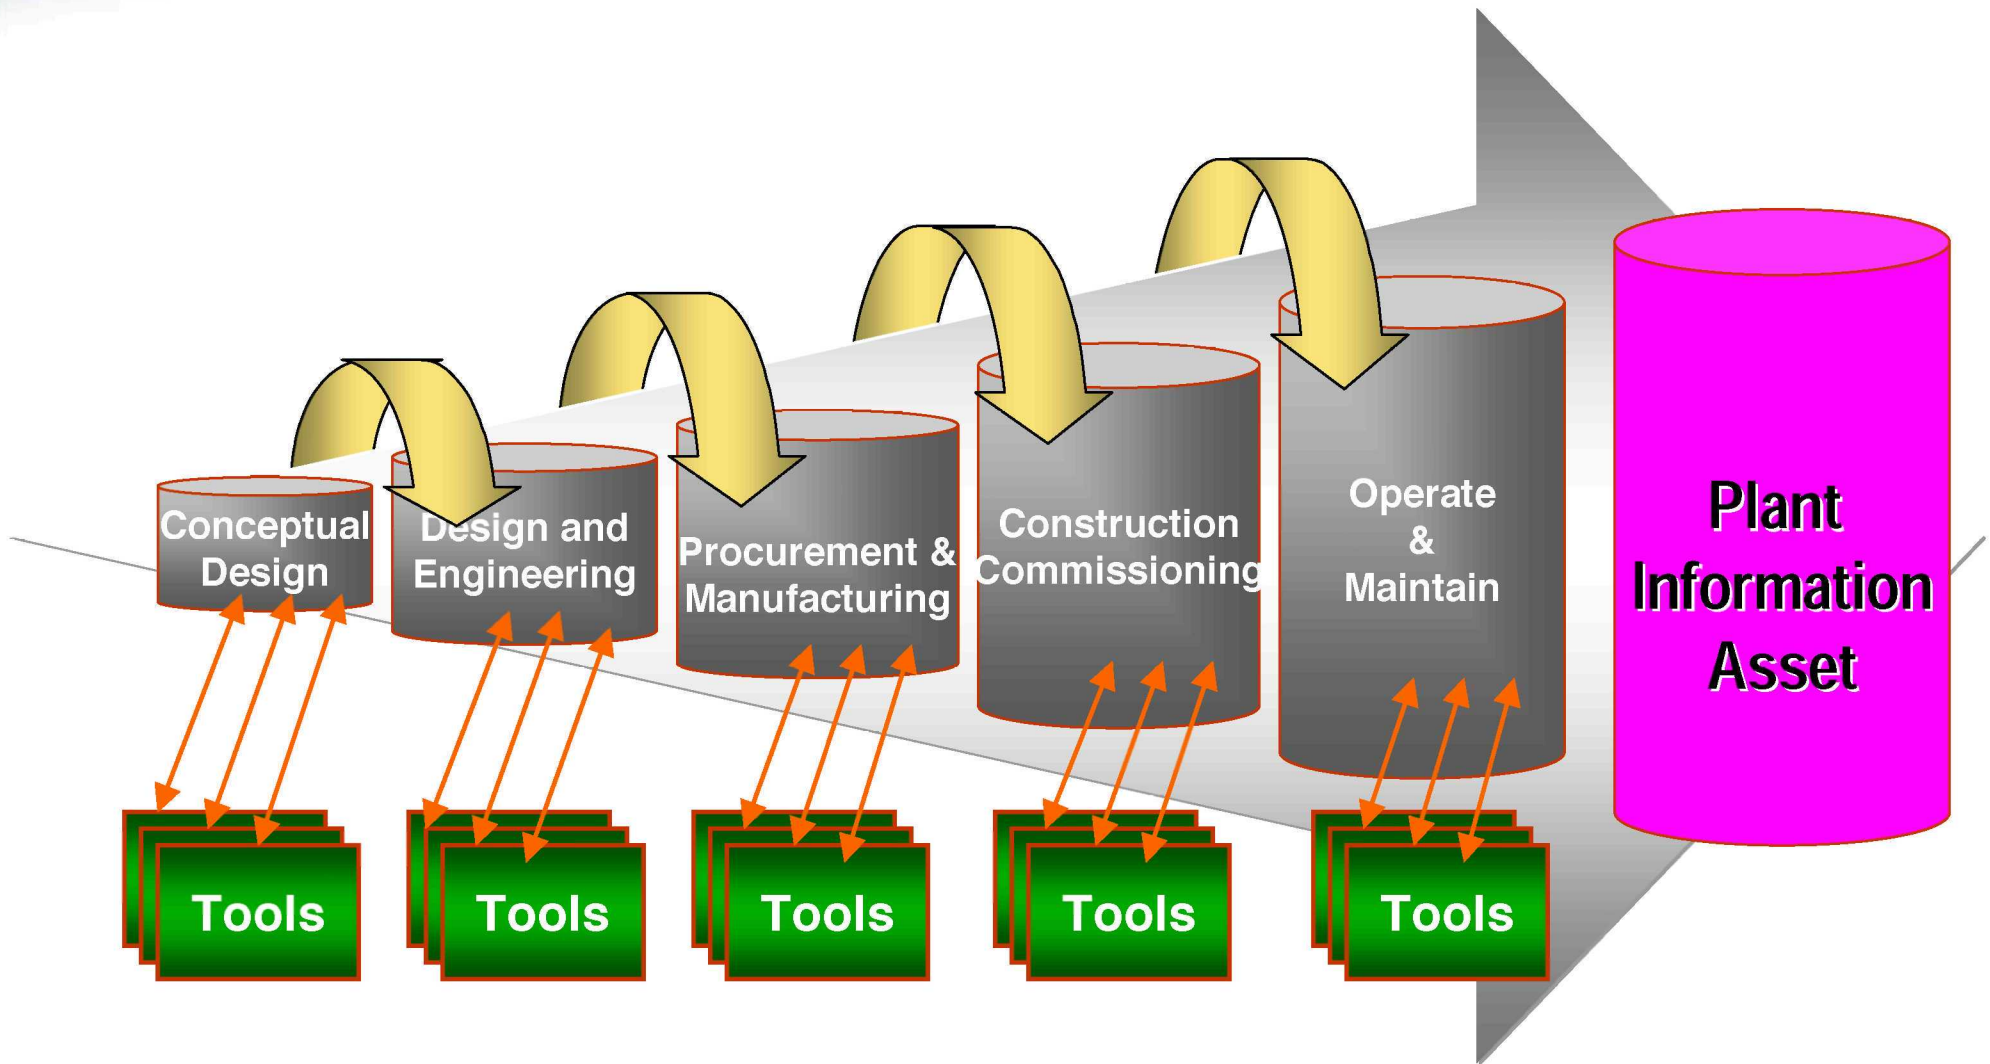 Conceptual
Design
Design and
Engineering
Procurement &
Manufacturing
Construction
Commissioning
Operate
&
Maintain
Plant
Information
Asset
Tools
Tools
Tools
Tools
Tools